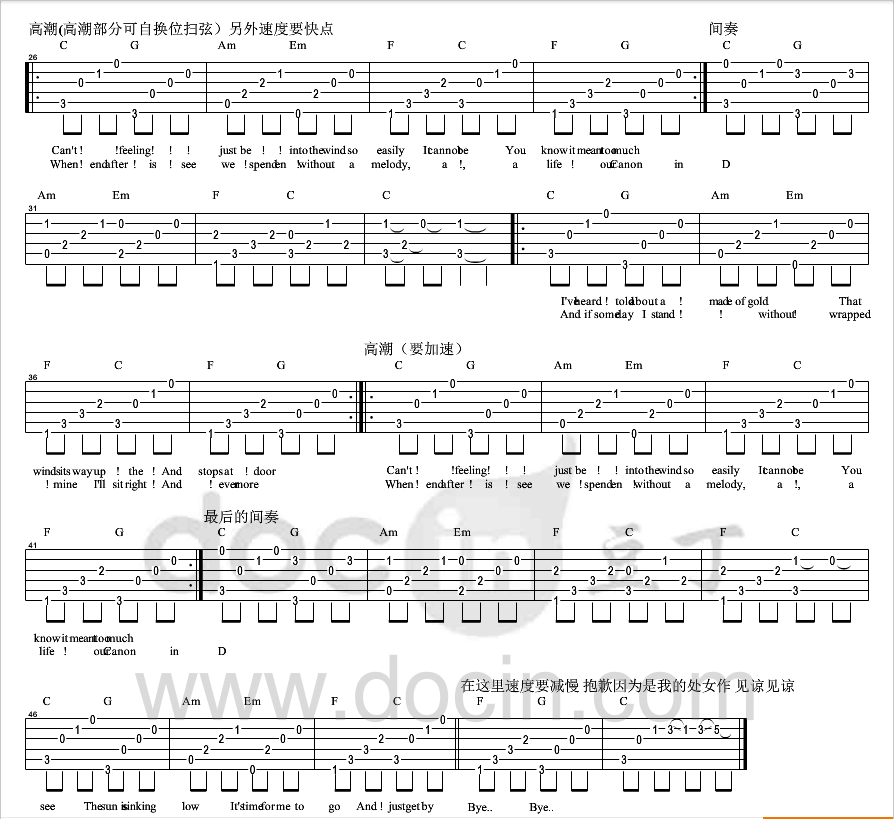 高潮(高潮部分可自换位扫弦）另外速度要快点 间奏
C G Am Em F C F G C G
26
Can't ! !feeling! ! ! just be ! ! into the wind so easily It cannot be You know it meant too much
When ! end after ! is ! see we ! spend en !without a melody, a !, a life ! our Canon in D
Am Em F C C C G Am Em
31
I've heard ! told about a ! made of gold That
And if someday I stand ! ! without! wrapped
高潮（要加速）
F C F G C G Am Em F C
36
winds its way up ! the ! And stops at ! door Can't ! !feeling! ! ! just be ! ! into the wind so easily It cannot be You
! mine I'll sit right ! And ! evermore When ! end after ! is ! see we ! spend en !without a melody, a !, a
最后的间奏
F G C G Am Em F C F C
41
know it meant too much
life ! our Canon in D
docin 豆丁
www.docin.com
在这里速度要减慢 抱歉因为是我的处女作 见谅见谅
C G Am Em F C F G C
46
see The sun is sinking low It's time for me to go And ! just get by Bye.. Bye..